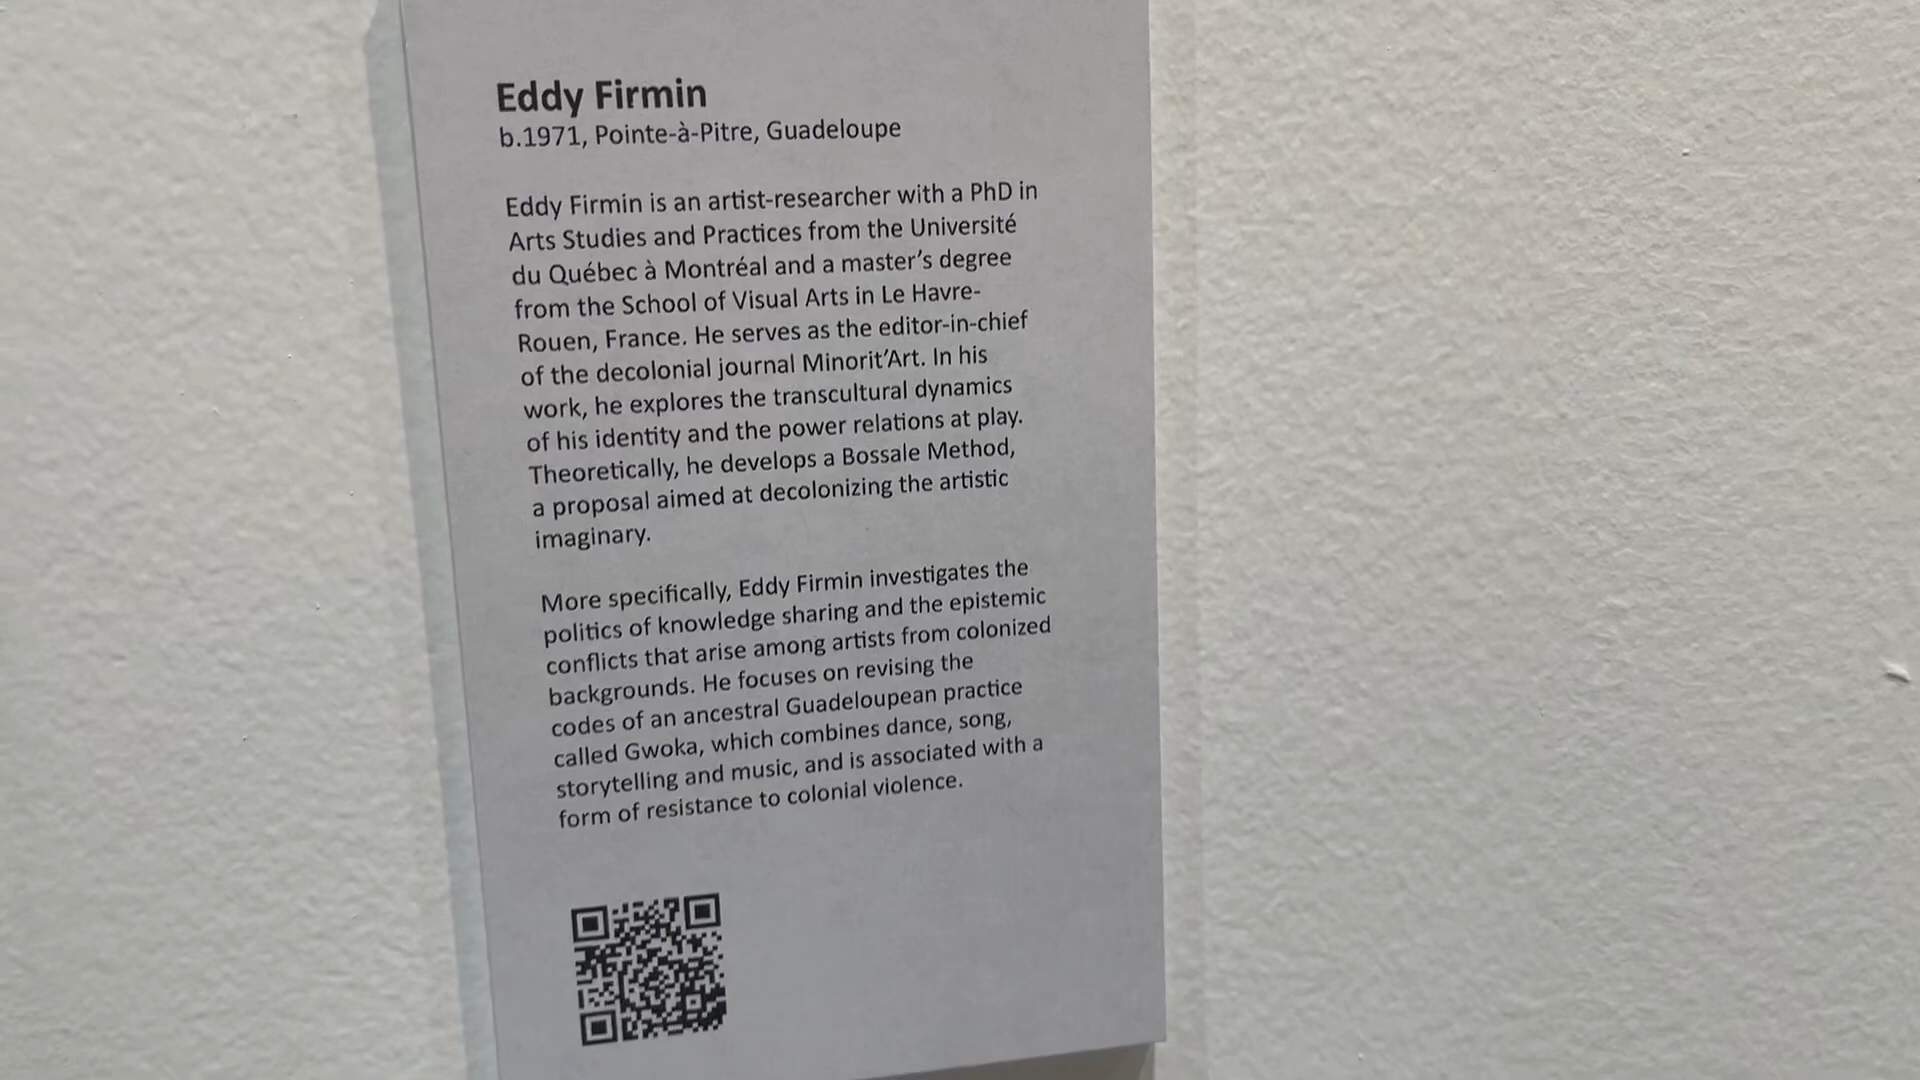 Eddy Firmin
b.1971, Pointe-à-Pitre, Guadeloupe
Eddy Firmin is an artist-researcher with a PhD in
Arts Studies and Practices from the Université
du Québec à Montréal and a master's degree
from the School of Visual Arts in Le Havre-
Rouen, France. He serves as the editor-in-chief
of the decolonial journal Minorit'Art. In his
work, he explores the transcultural dynamics
of his identity and the power relations at play.
Theoretically, he develops a Bossale Method,
a proposal aimed at decolonizing the artistic
imaginary.
More specifically, Eddy Firmin investigates the
politics of knowledge sharing and the epistemic
conflicts that arise among artists from colonized
backgrounds. He focuses on revising the
codes of an ancestral Guadeloupean practice
called Gwoka, which combines dance, song,
storytelling and music, and is associated with a
form of resistance to colonial violence.